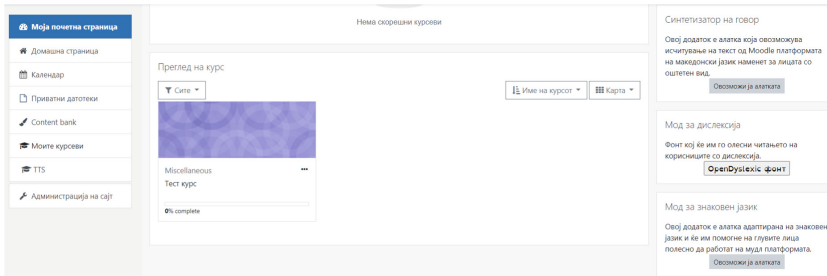 Моја почетна страница
Домашна страница
Календар
Приватни датотеки
Content bank
Моите курсеви
TTS
Администрација на сајт
Нема скорешни курсеви
Преглед на курс
Сите
Име на курсот
Карта
Miscellaneous
Тест курс
0% complete
Синтетизатор на говор
Овој додаток е алатка која овозможува
исчитување на текст од Moodle платформата
на македонски јазик наменет за лицата со
оштетен вид.
Овозможи ја алатката
Мод за дислексија
Фонт кој ќе им го олесни читањето на
корисниците со дислексија.
OpenDyslexic фонт
Мод за знаковен јазик
Овој додаток е алатка адаптирана на знаковен
јазик и ќе им помогне на глувите лица
полесно да работат на мудл платформата.
Овозможи ја алатката